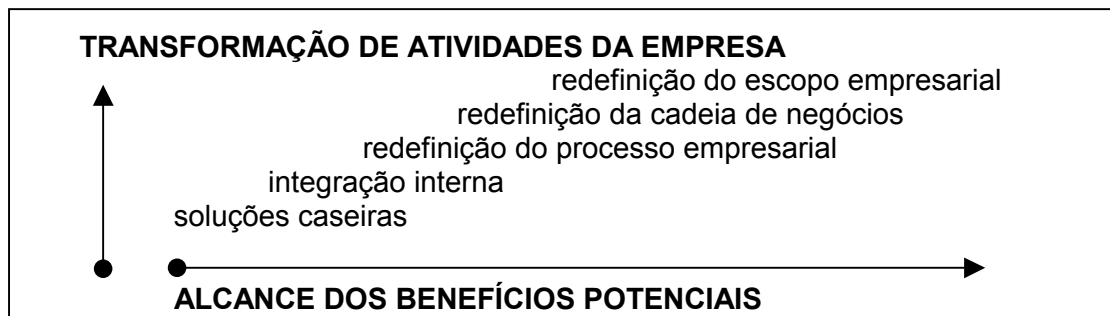 TRANSFORMAÇÃO DE ATIVIDADES DA EMPRESA
redefinição do escopo empresarial
redefinição da cadeia de negócios
redefinição do processo empresarial
integração interna
soluções caseiras
ALCANCE DOS BENEFÍCIOS POTENCIAIS